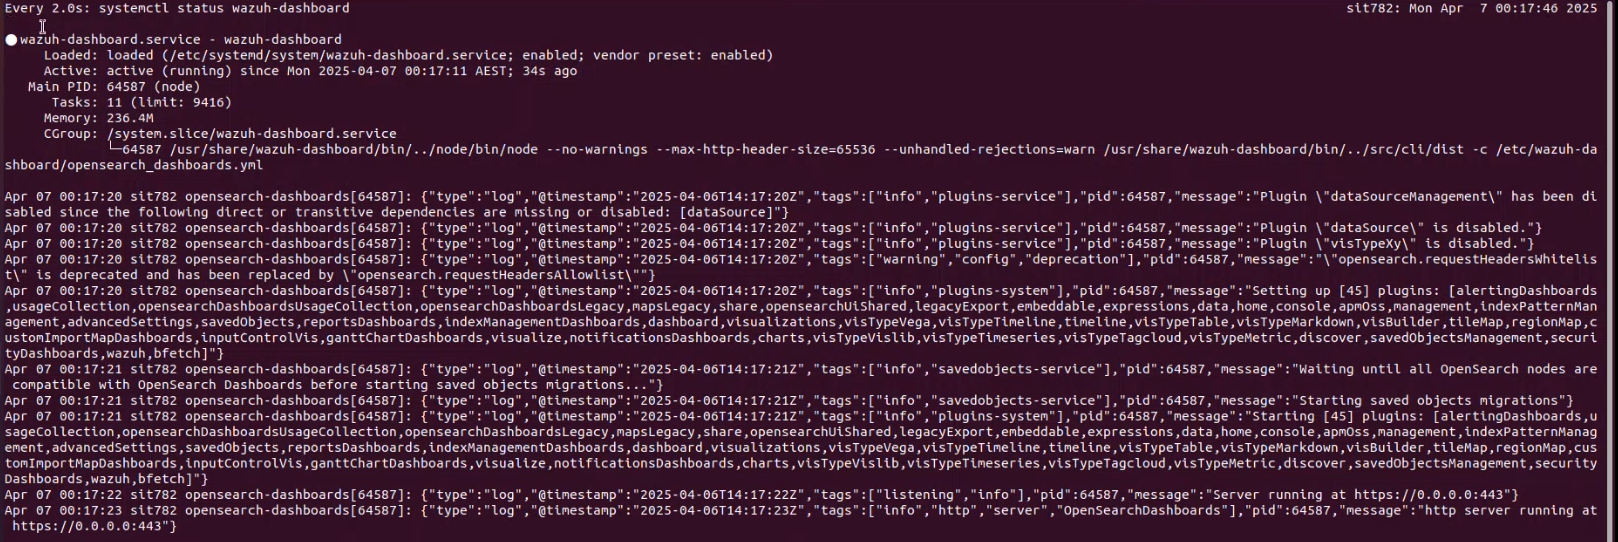 Every 2.0s: systemctl status wazuh-dashboard sit782: Mon Apr  7 00:17:46 2025
● wazuh-dashboard.service - wazuh-dashboard
Loaded: loaded (/etc/systemd/system/wazuh-dashboard.service; enabled; vendor preset: enabled)
Active: active (running) since Mon 2025-04-07 00:17:11 AEST; 34s ago
Main PID: 64587 (node)
Tasks: 11 (limit: 9416)
Memory: 236.4M
CGroup: /system.slice/wazuh-dashboard.service
└─64587 /usr/share/wazuh-dashboard/bin/../node/bin/node --no-warnings --max-http-header-size=65536 --unhandled-rejections=warn /usr/share/wazuh-dashboard/bin/../src/cli/dist -c /etc/wazuh-da
shboard/opensearch_dashboards.yml
Apr 07 00:17:20 sit782 opensearch-dashboards[64587]: {"type":"log","@timestamp":"2025-04-06T14:17:20Z","tags":["info","plugins-service"],"pid":64587,"message":"Plugin \"dataSourceManagement\" has been di
sabled since the following direct or transitive dependencies are missing or disabled: [dataSource]"}
Apr 07 00:17:20 sit782 opensearch-dashboards[64587]: {"type":"log","@timestamp":"2025-04-06T14:17:20Z","tags":["info","plugins-service"],"pid":64587,"message":"Plugin \"dataSource\" is disabled."}
Apr 07 00:17:20 sit782 opensearch-dashboards[64587]: {"type":"log","@timestamp":"2025-04-06T14:17:20Z","tags":["info","plugins-service"],"pid":64587,"message":"Plugin \"visTypeXy\" is disabled."}
Apr 07 00:17:20 sit782 opensearch-dashboards[64587]: {"type":"log","@timestamp":"2025-04-06T14:17:20Z","tags":["warning","config","deprecation"],"pid":64587,"message":"\"opensearch.requestHeadersWhitelis
t\" is deprecated and has been replaced by \"opensearch.requestHeadersAllowlist\""}
Apr 07 00:17:20 sit782 opensearch-dashboards[64587]: {"type":"log","@timestamp":"2025-04-06T14:17:20Z","tags":["info","plugins-system"],"pid":64587,"message":"Setting up [45] plugins: [alertingDashboards
,usageCollection,opensearchDashboardsUsageCollection,opensearchDashboardsLegacy,mapsLegacy,share,opensearchUiShared,legacyExport,embeddable,expressions,data,home,console,apmOss,management,indexPatternMan
agement,advancedSettings,savedObjects,reportsDashboards,indexManagementDashboards,dashboard,visualizations,visTypeVega,visTypeTimeline,timeline,visTypeTable,visTypeMarkdown,visBuilder,tileMap,regionMap,c
ustomImportMapDashboards,inputControlVis,ganttChartDashboards,visualize,notificationsDashboards,charts,visTypeVislib,visTypeTimeseries,visTypeTagcloud,visTypeMetric,discover,savedObjectsManagement,securi
tyDashboards,wazuh,bfetch]"}
Apr 07 00:17:21 sit782 opensearch-dashboards[64587]: {"type":"log","@timestamp":"2025-04-06T14:17:21Z","tags":["info","savedobjects-service"],"pid":64587,"message":"Waiting until all OpenSearch nodes are
compatible with OpenSearch Dashboards before starting saved objects migrations..."}
Apr 07 00:17:21 sit782 opensearch-dashboards[64587]: {"type":"log","@timestamp":"2025-04-06T14:17:21Z","tags":["info","savedobjects-service"],"pid":64587,"message":"Starting saved objects migrations"}
Apr 07 00:17:21 sit782 opensearch-dashboards[64587]: {"type":"log","@timestamp":"2025-04-06T14:17:21Z","tags":["info","plugins-system"],"pid":64587,"message":"Starting [45] plugins: [alertingDashboards,u
sageCollection,opensearchDashboardsUsageCollection,opensearchDashboardsLegacy,mapsLegacy,share,opensearchUiShared,legacyExport,embeddable,expressions,data,home,console,apmOss,management,indexPatternManag
ement,advancedSettings,savedObjects,reportsDashboards,indexManagementDashboards,dashboard,visualizations,visTypeVega,visTypeTimeline,timeline,visTypeTable,visTypeMarkdown,visBuilder,tileMap,regionMap,cus
tomImportMapDashboards,inputControlVis,ganttChartDashboards,visualize,notificationsDashboards,charts,visTypeVislib,visTypeTimeseries,visTypeTagcloud,visTypeMetric,discover,savedObjectsManagement,security
Dashboards,wazuh,bfetch]"}
Apr 07 00:17:22 sit782 opensearch-dashboards[64587]: {"type":"log","@timestamp":"2025-04-06T14:17:22Z","tags":["listening","info"],"pid":64587,"message":"Server running at https://0.0.0.0:443"}
Apr 07 00:17:23 sit782 opensearch-dashboards[64587]: {"type":"log","@timestamp":"2025-04-06T14:17:23Z","tags":["info","http","server","OpenSearchDashboards"],"pid":64587,"message":"http server running at
https://0.0.0.0:443"}